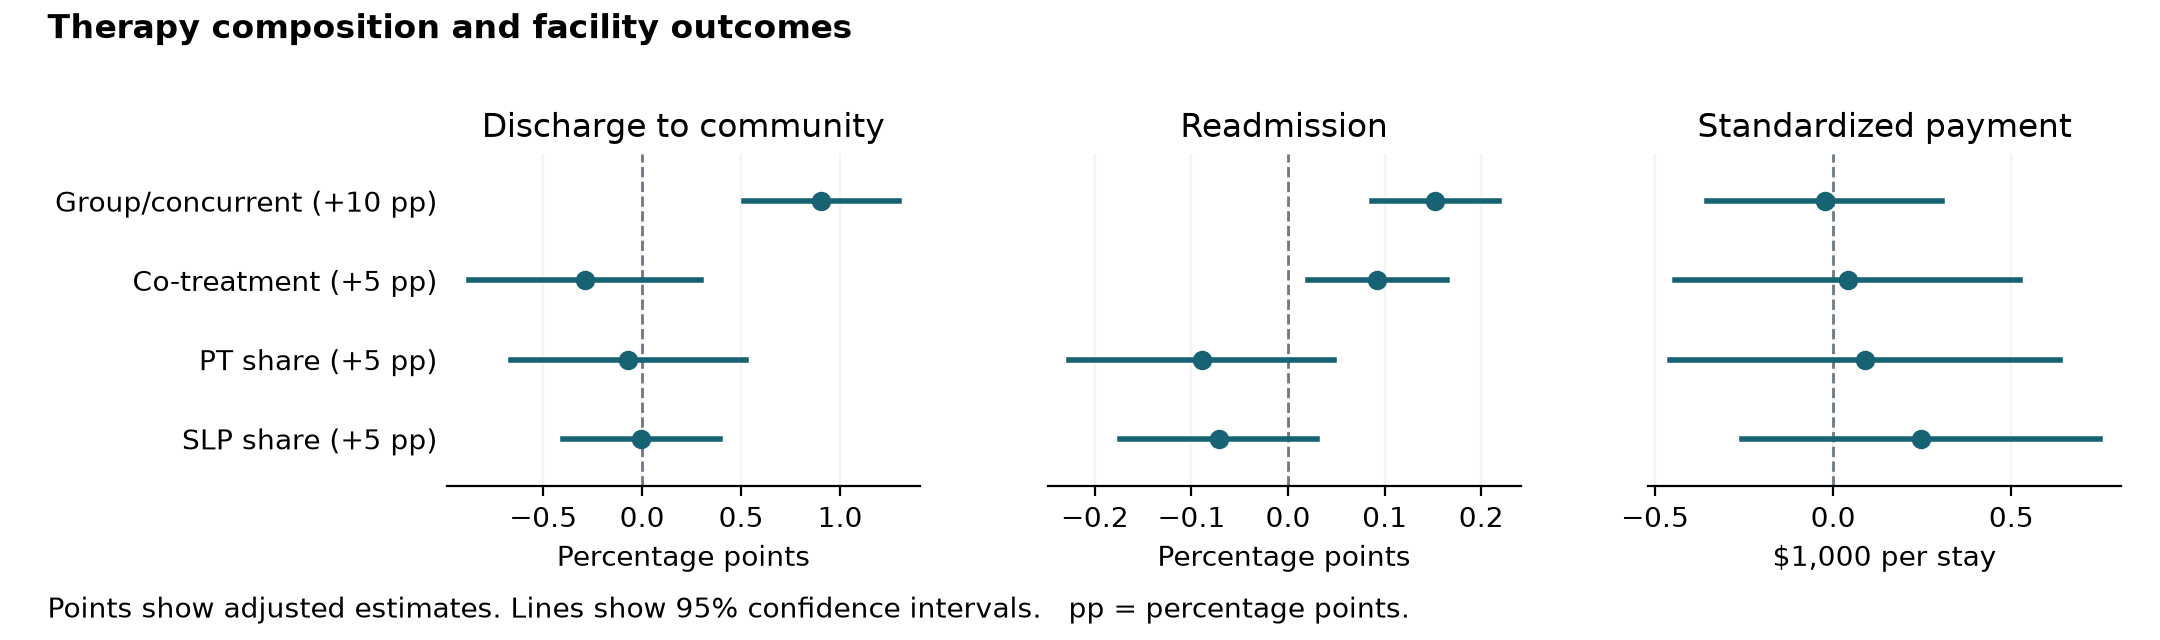 Therapy composition and facility outcomes
Discharge to community
Readmission
Standardized payment
Group/concurrent (+10 pp)
Co-treatment (+5 pp)
PT share (+5 pp)
SLP share (+5 pp)
−0.5 0.0 0.5 1.0
−0.2 −0.1 0.0 0.1 0.2
−0.5 0.0 0.5
Percentage points
Percentage points
$1,000 per stay
Points show adjusted estimates. Lines show 95% confidence intervals. pp = percentage points.